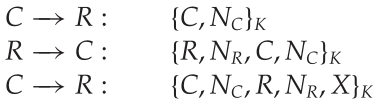 C ⟶ R : {C, N_C}_K
R ⟶ C : {R, N_R, C, N_C}_K
C ⟶ R : {C, N_C, R, N_R, X}_K